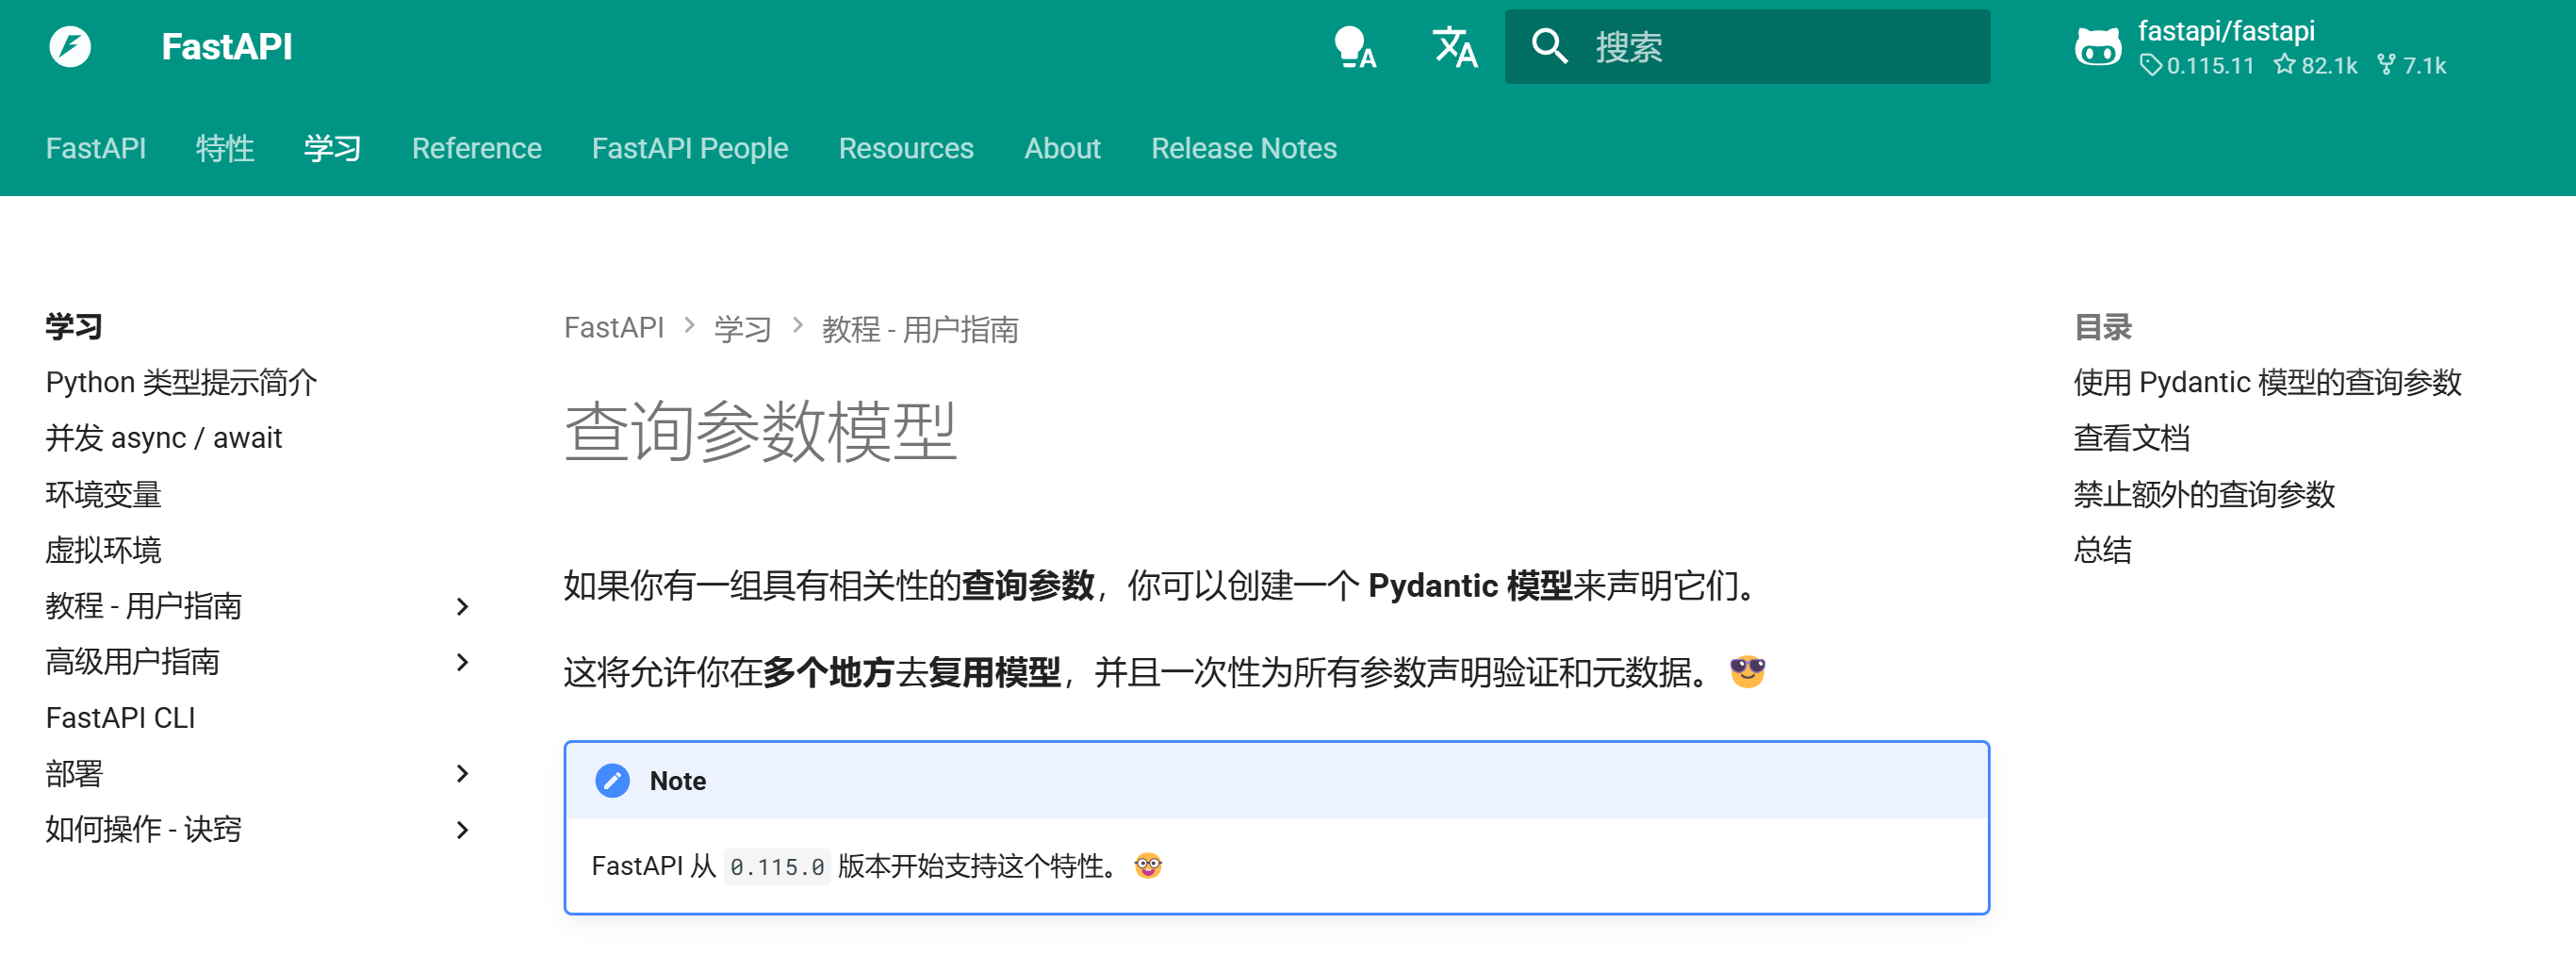 FastAPI
搜索
fastapi/fastapi
0.115.11 82.1k 7.1k
FastAPI 特性 学习 Reference FastAPI People Resources About Release Notes
学习
Python 类型提示简介
并发 async / await
环境变量
虚拟环境
教程 - 用户指南
高级用户指南
FastAPI CLI
部署
如何操作 - 诀窍
FastAPI > 学习 > 教程 - 用户指南
查询参数模型
如果你有一组具有相关性的查询参数，你可以创建一个 Pydantic 模型来声明它们。
这将允许你在多个地方去复用模型，并且一次性为所有参数声明验证和元数据。😎
Note
FastAPI 从 0.115.0 版本开始支持这个特性。🤓
目录
使用 Pydantic 模型的查询参数
查看文档
禁止额外的查询参数
总结